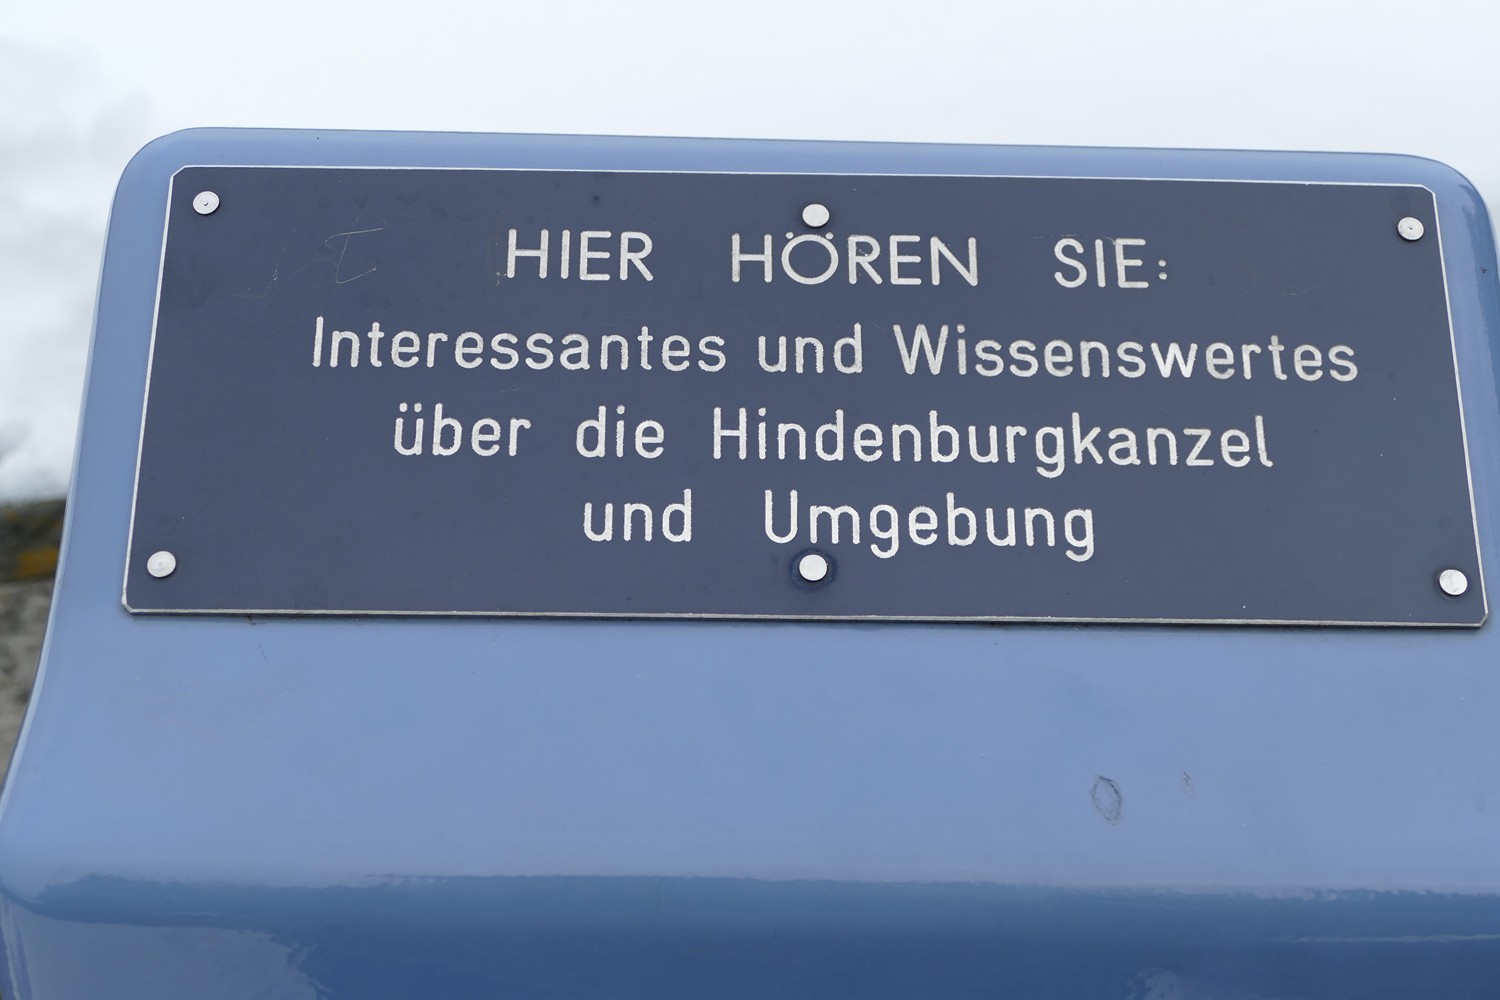 HIER HÖREN SIE:
Interessantes und Wissenswertes
über die Hindenburgkanzel
und Umgebung